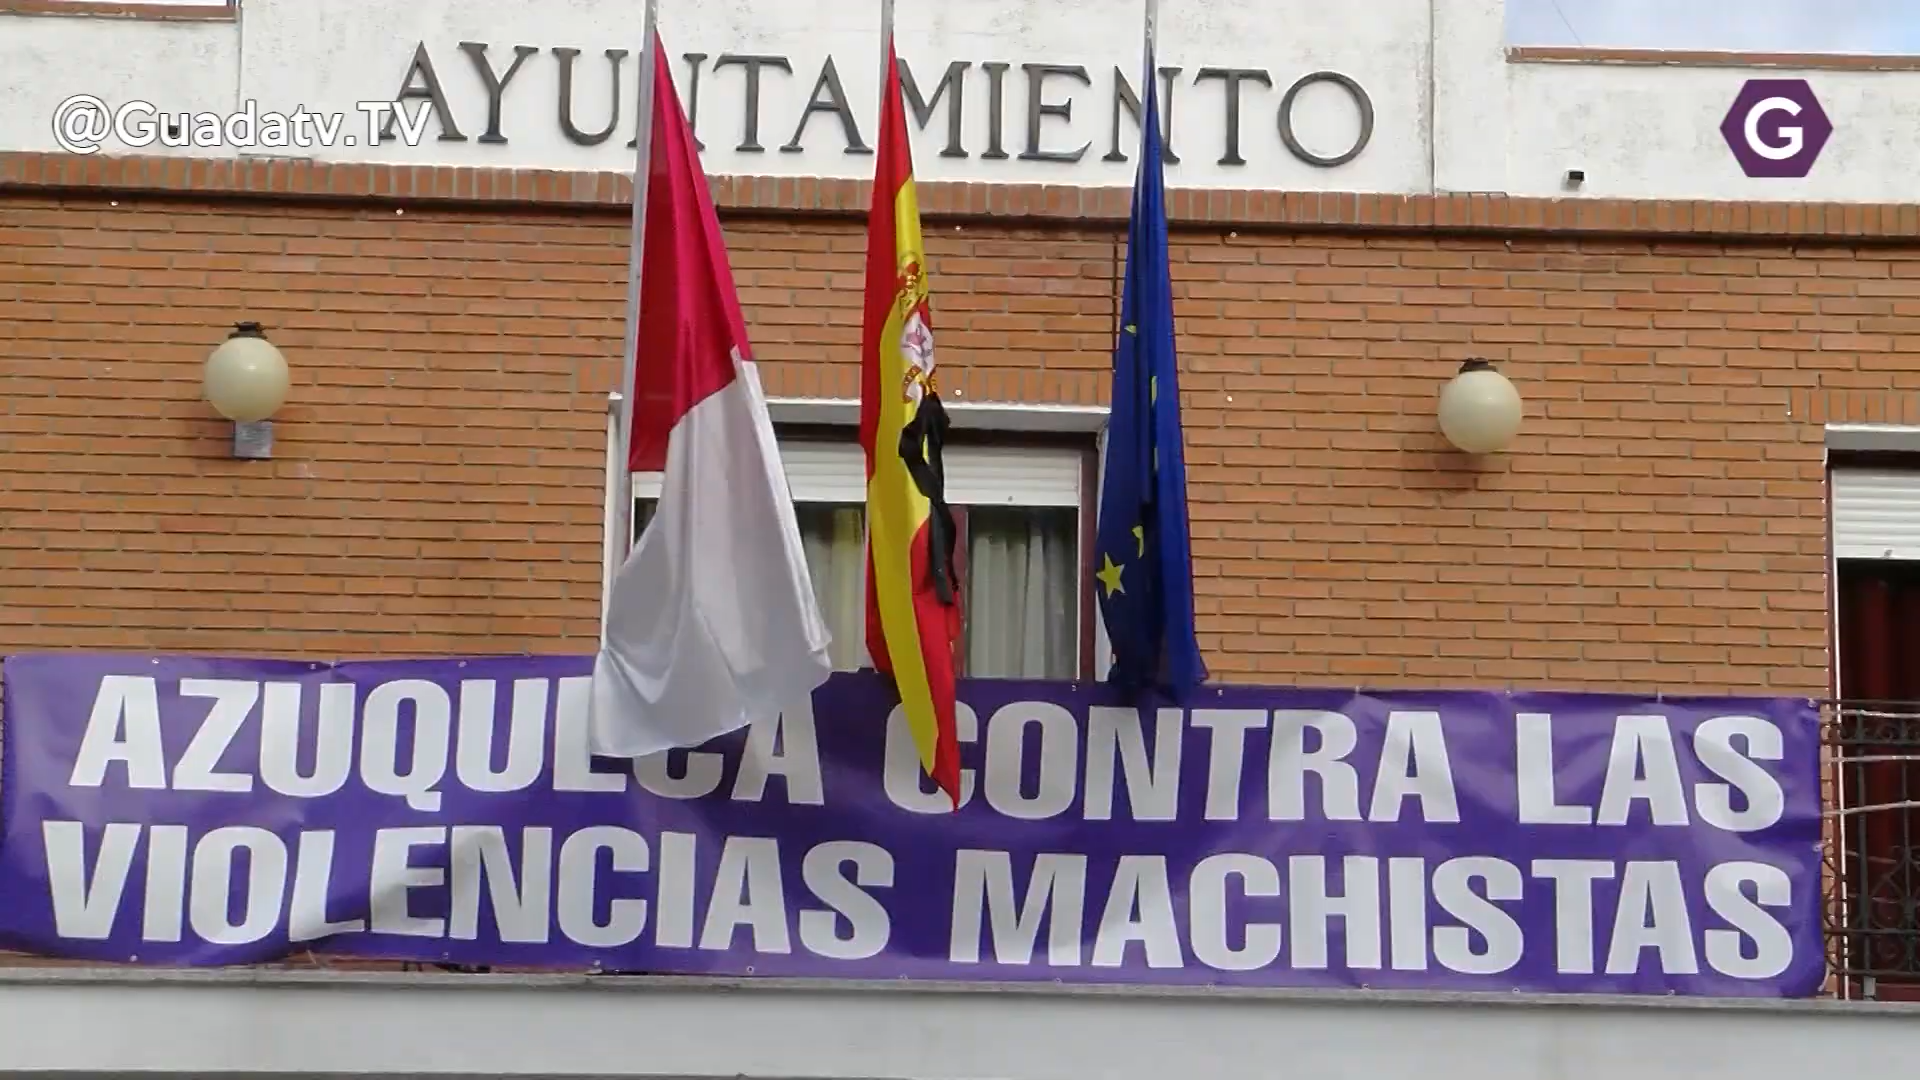 AYUNTAMIENTO
@Guadatv.TV
G
AZUQUECA CONTRA LAS
VIOLENCIAS MACHISTAS